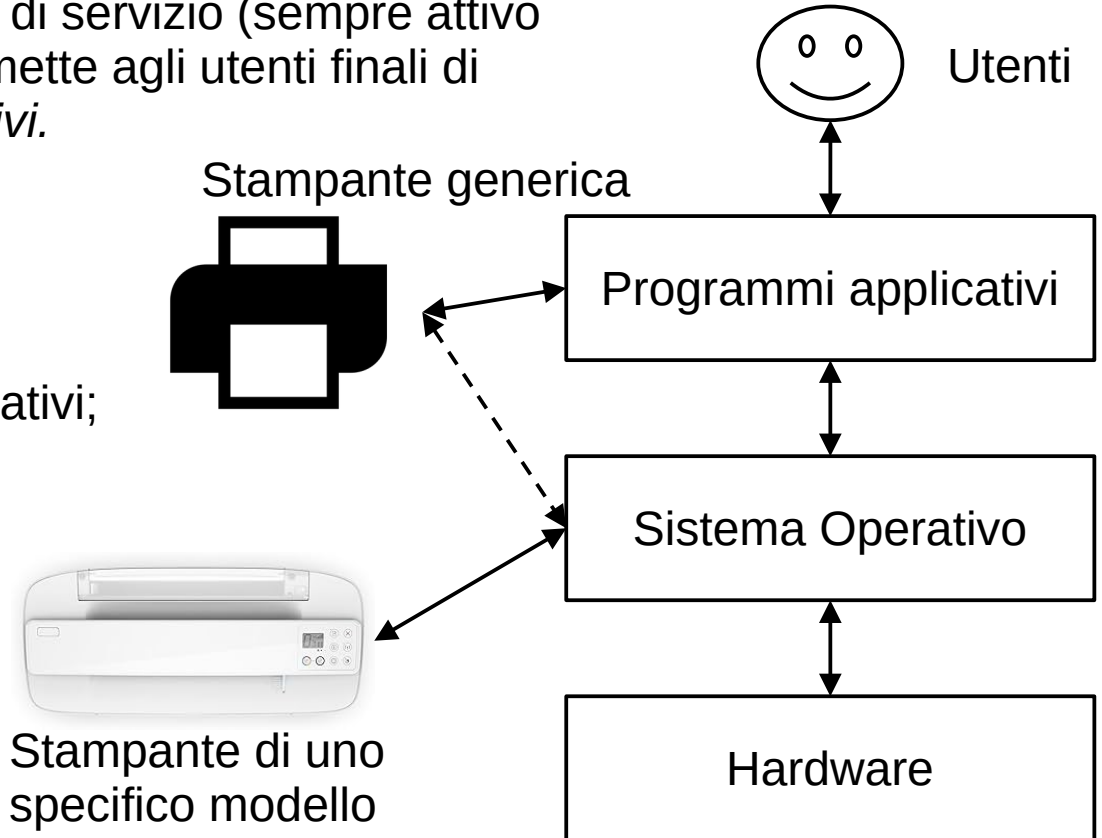 di servizio (sempre attivo
mette agli utenti finali di
ivi.
Utenti
Stampante generica
Programmi applicativi
ativi;
Sistema Operativo
Stampante di uno
specifico modello
Hardware